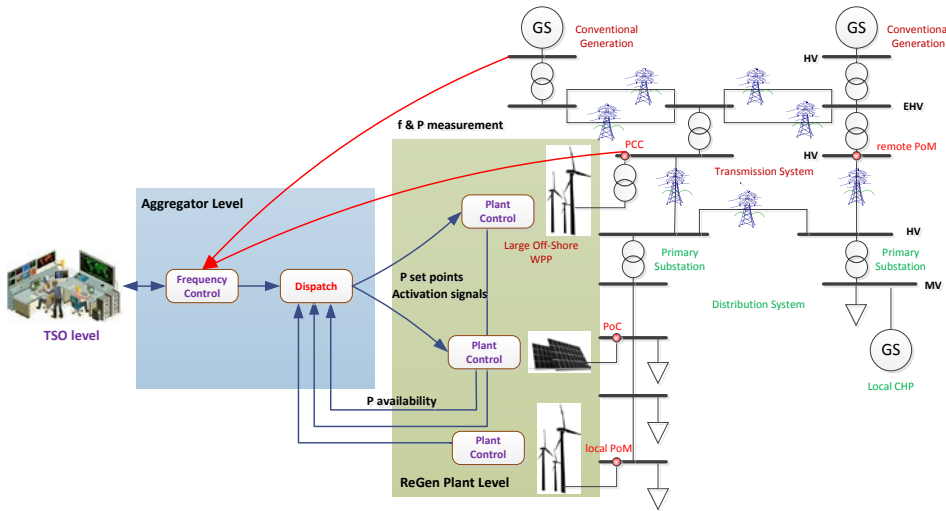 GS
Conventional
Generation
GS
Conventional
Generation
HV
EHV
f & P measurement
PCC
HV
remote PoM
Transmission System
Aggregator Level
Plant
Control
HV
Large Off-Shore
WPP
Primary
Substation
Primary
Substation
Frequency
Control
Dispatch
P set points
Activation signals
MV
Distribution System
TSO level
PoC
Plant
Control
GS
Local CHP
P availability
Plant
Control
local PoM
ReGen Plant Level